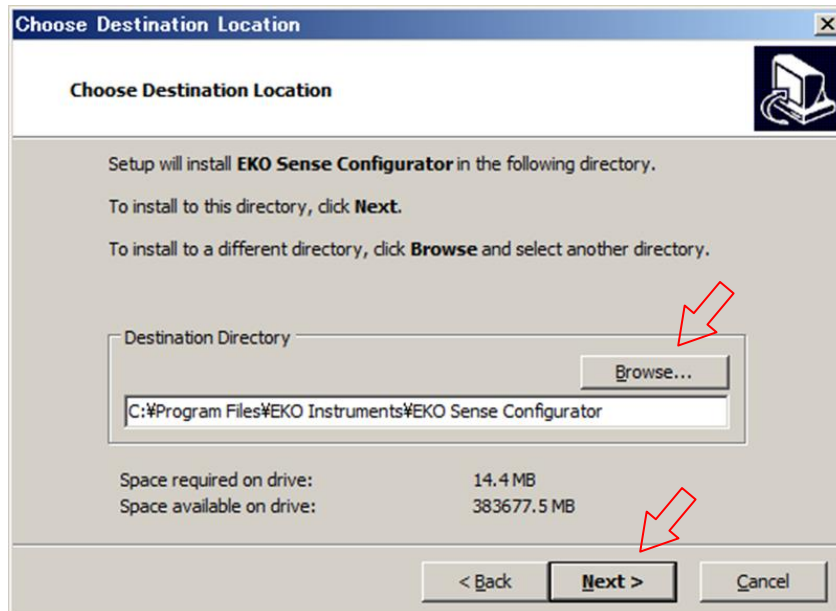 Choose Destination Location
Choose Destination Location
Setup will install EKO Sense Configurator in the following directory.
To install to this directory, click Next.
To install to a different directory, click Browse and select another directory.
Destination Directory
Browse...
C:¥Program Files¥EKO Instruments¥EKO Sense Configurator
Space required on drive: 14.4 MB
Space available on drive: 383677.5 MB
< Back Next > Cancel